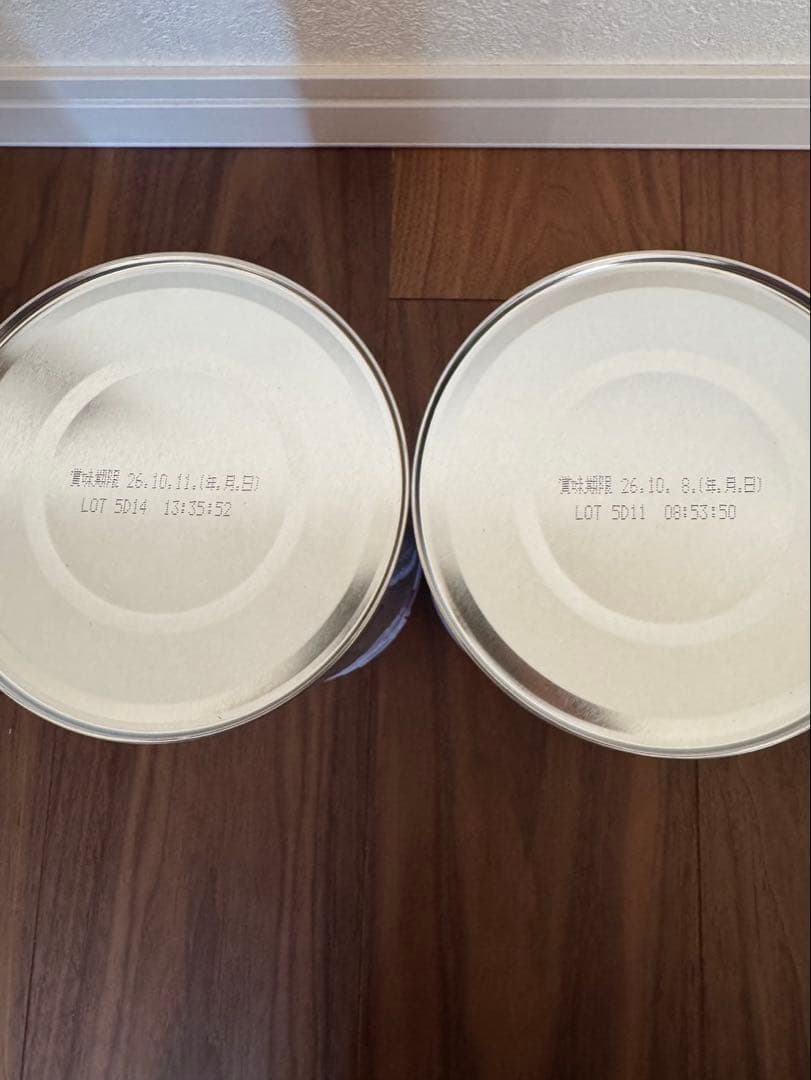 賞味期限 26.10.11.(年.月.日)
LOT 5D14 13:35:52
賞味期限 26.10. 8.(年.月.日)
LOT 5D11 08:53:50